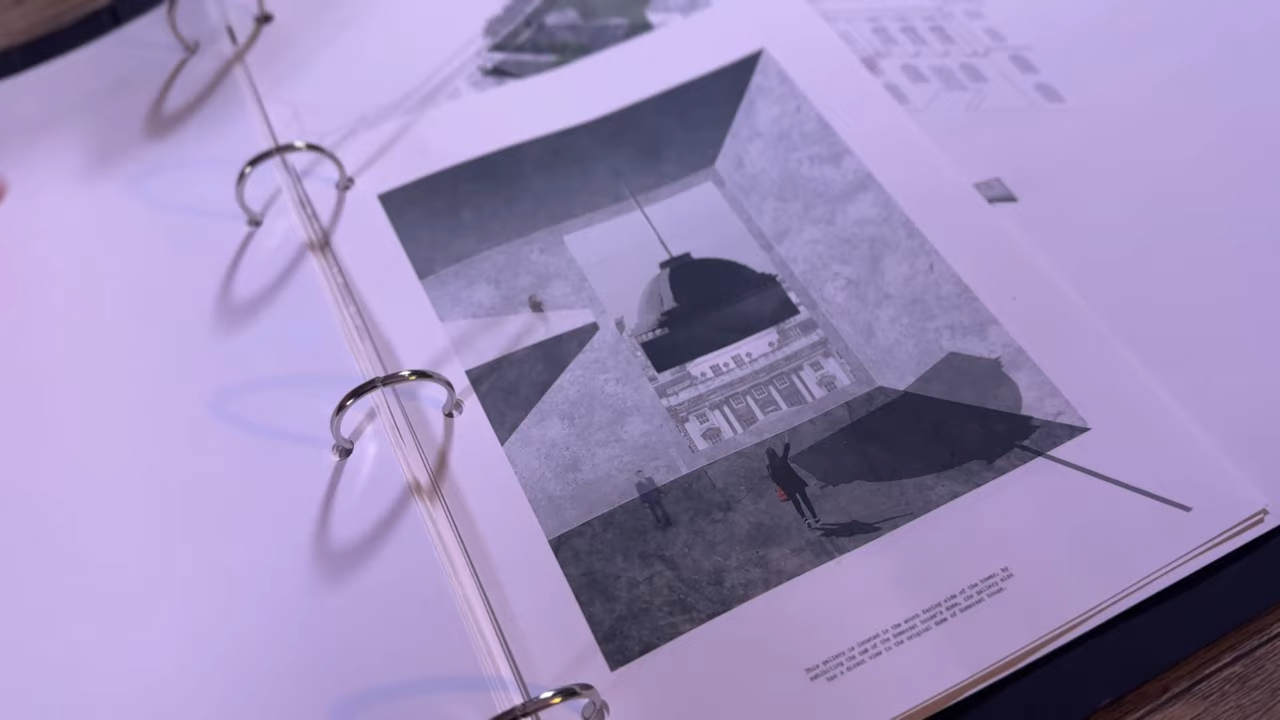 This gallery is located in the south facing side of the tower, by
exhibiting the oam of the Somerset house's dome, the gallery also
has a direct view to the original dome of Somerset house.